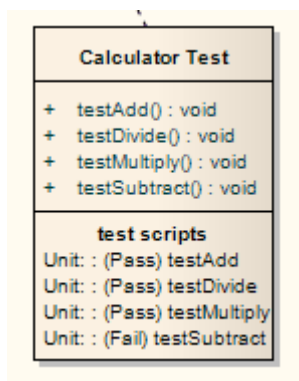 Calculator Test
+ testAdd() : void
+ testDivide() : void
+ testMultiply() : void
+ testSubtract() : void
test scripts
Unit: : (Pass) testAdd
Unit: : (Pass) testDivide
Unit: : (Pass) testMultiply
Unit: : (Fail) testSubtract